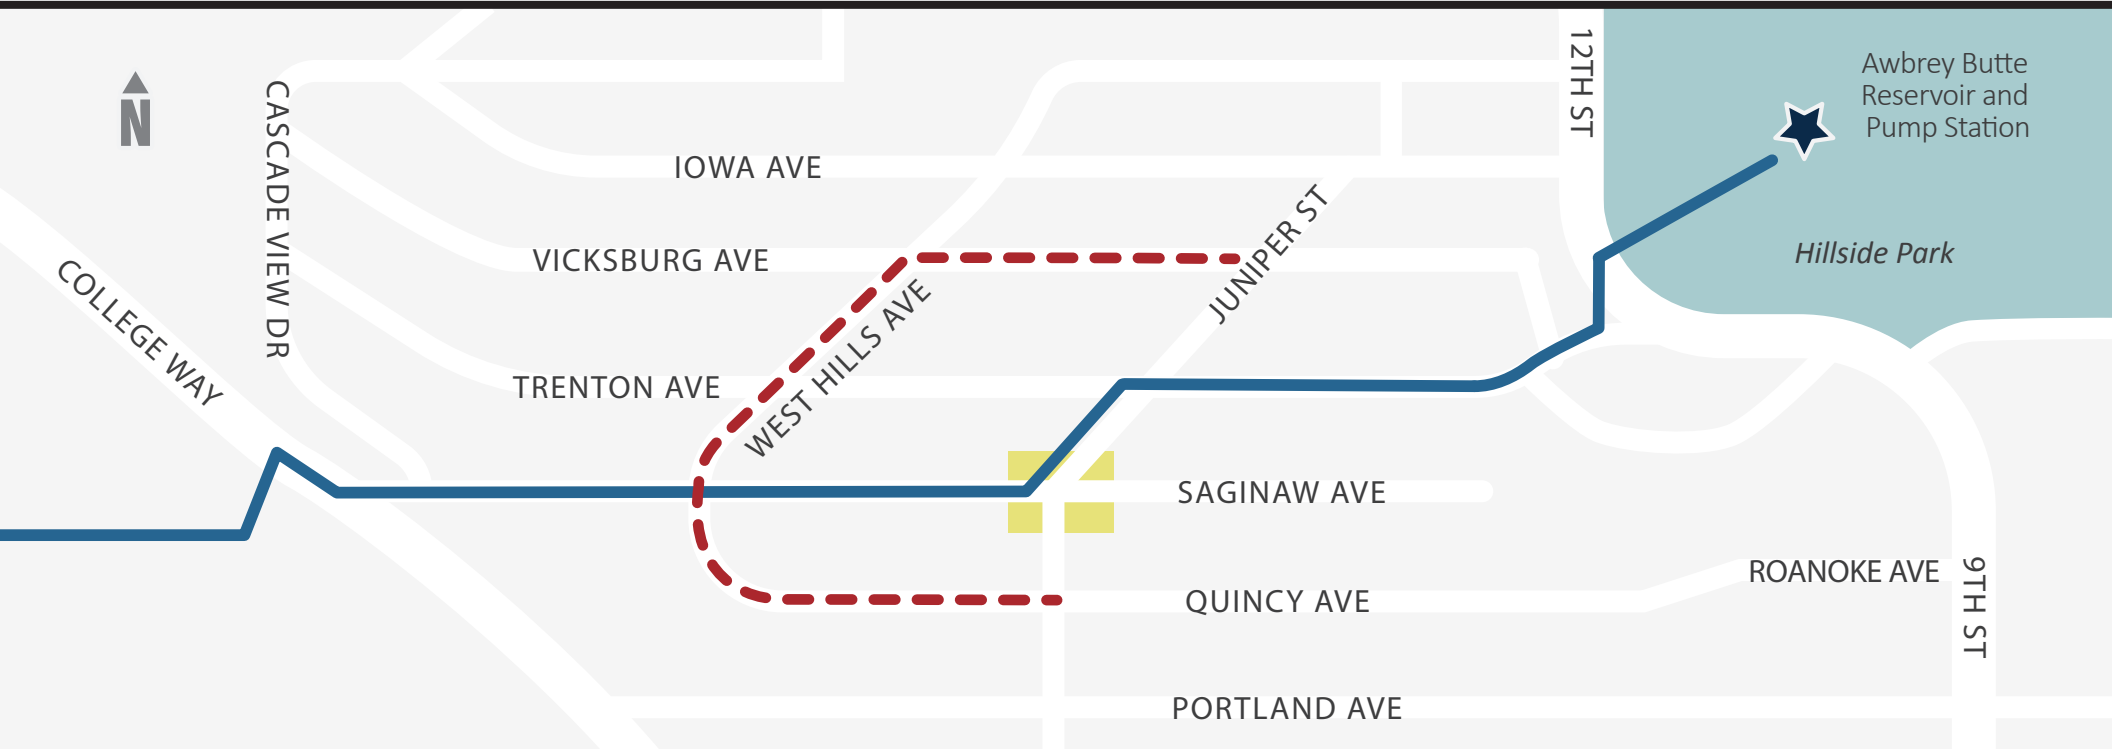 12TH ST
Awbrey Butte
Reservoir and
Pump Station
N
CASCADE VIEW DR
IOWA AVE
JUNIPER ST
Hillside Park
VICKSBURG AVE
COLLEGE WAY
WEST HILLS AVE
TRENTON AVE
SAGINAW AVE
ROANOKE AVE
9TH ST
QUINCY AVE
PORTLAND AVE